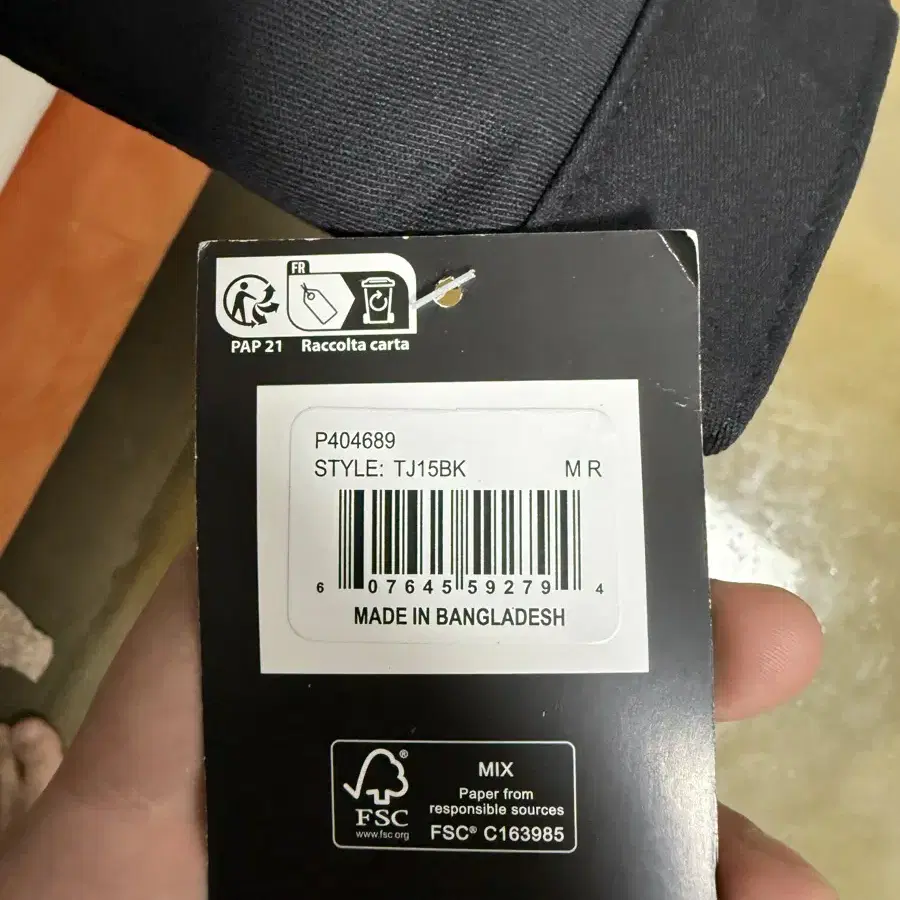 FR
PAP 21 Raccolta carta
P404689
STYLE: TJ15BK M R
6 07645 59279 4
MADE IN BANGLADESH
MIX
Paper from
responsible sources
FSC® C163985
®
FSC
www.fsc.org